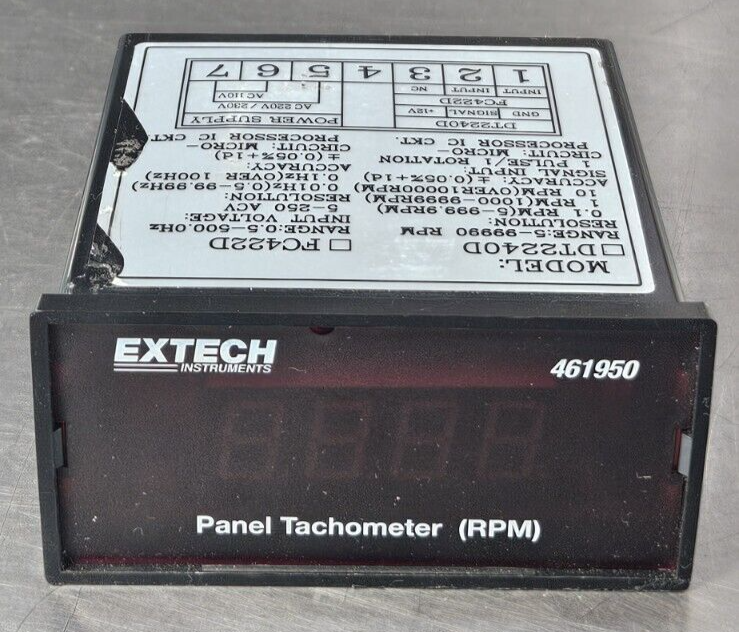 MODEL:
□DT2240D
RANGE:5-99990 RPM
RESOLUTION:
0.1 RPM(5-999.9RPM)
1 RPM(1000-9999RPM)
10 RPM(OVER10000RPM)
ACCURACY:
±(0.05%+1d)
SIGNAL INPUT:
1 PULSE/1 ROTATION
CIRCUIT: MICRO-
PROCESSOR IC CKT.
□FC422D
RANGE:0.5-500.0Hz
INPUT VOLTAGE:
5-250 ACV
RESOLUTION:
0.01Hz(0.5-99.99Hz)
0.1Hz(OVER 100Hz)
ACCURACY:
±(0.05%+1d)
CIRCUIT: MICRO-
PROCESSOR IC CKT.
DT2240D
GND SIGNAL +12V
FC422D
INPUT INPUT NC
POWER SUPPLY
AC 220V / 230V
AC 110V
1 2 3 4 5 6 7
EXTECH
INSTRUMENTS
461950
Panel Tachometer (RPM)